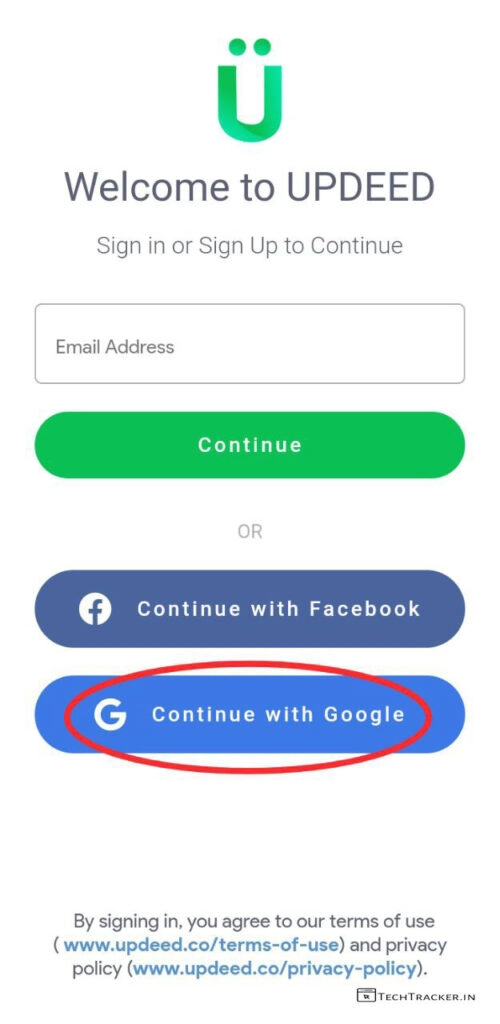 Ü
Welcome to UPDEED
Sign in or Sign Up to Continue
Email Address
Continue
OR
Continue with Facebook
G Continue with Google
By signing in, you agree to our terms of use
( www.updeed.co/terms-of-use) and privacy
policy (www.updeed.co/privacy-policy).
TECHTRACKER.IN